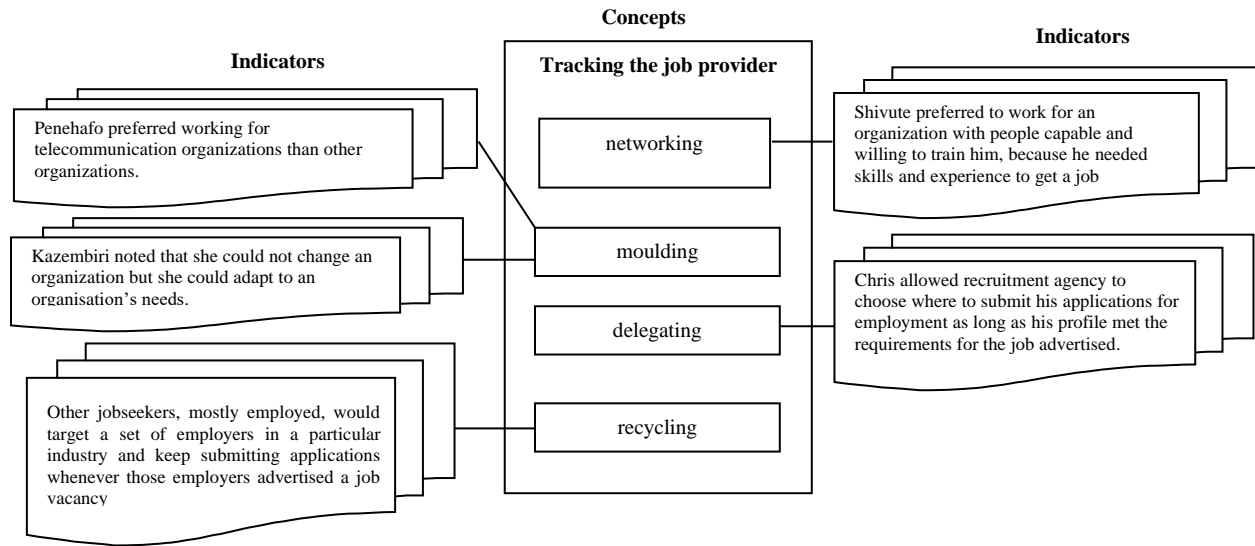 Concepts
Indicators
Penehafo preferred working for
telecommunication organizations than other
organizations.
Kazembiri noted that she could not change an
organization but she could adapt to an
organisation’s needs.
Other jobseekers, mostly employed, would
target a set of employers in a particular
industry and keep submitting applications
whenever those employers advertised a job
vacancy
Tracking the job provider
networking
moulding
delegating
recycling
Indicators
Shivute preferred to work for an
organization with people capable and
willing to train him, because he needed
skills and experience to get a job
Chris allowed recruitment agency to
choose where to submit his applications for
employment as long as his profile met the
requirements for the job advertised.